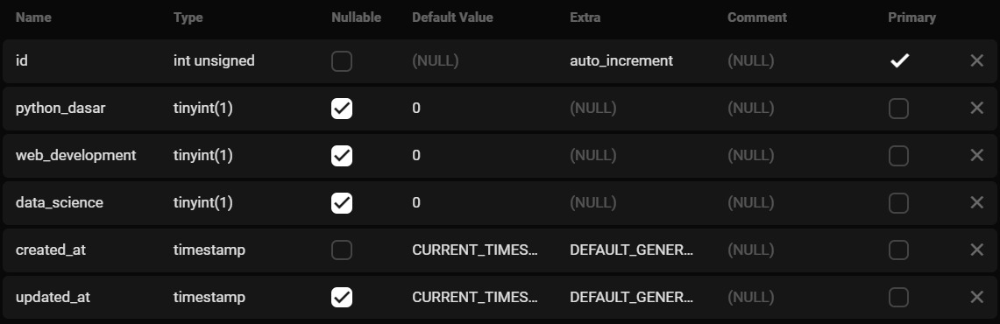 Name Type Nullable Default Value Extra Comment Primary
id int unsigned (NULL) auto_increment (NULL)
python_dasar tinyint(1) 0 (NULL) (NULL)
web_development tinyint(1) 0 (NULL) (NULL)
data_science tinyint(1) 0 (NULL) (NULL)
created_at timestamp CURRENT_TIMES... DEFAULT_GENER... (NULL)
updated_at timestamp CURRENT_TIMES... DEFAULT_GENER... (NULL)